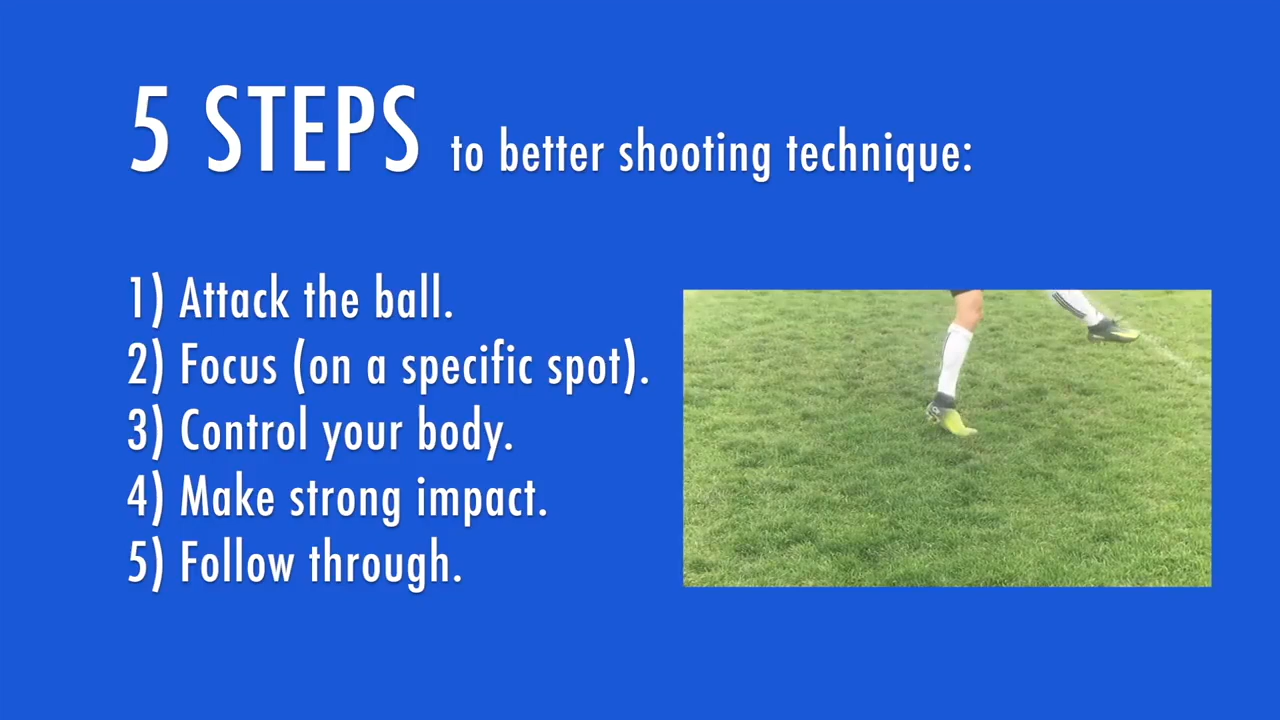 5 STEPS to better shooting technique:
1) Attack the ball.
2) Focus (on a specific spot).
3) Control your body.
4) Make strong impact.
5) Follow through.